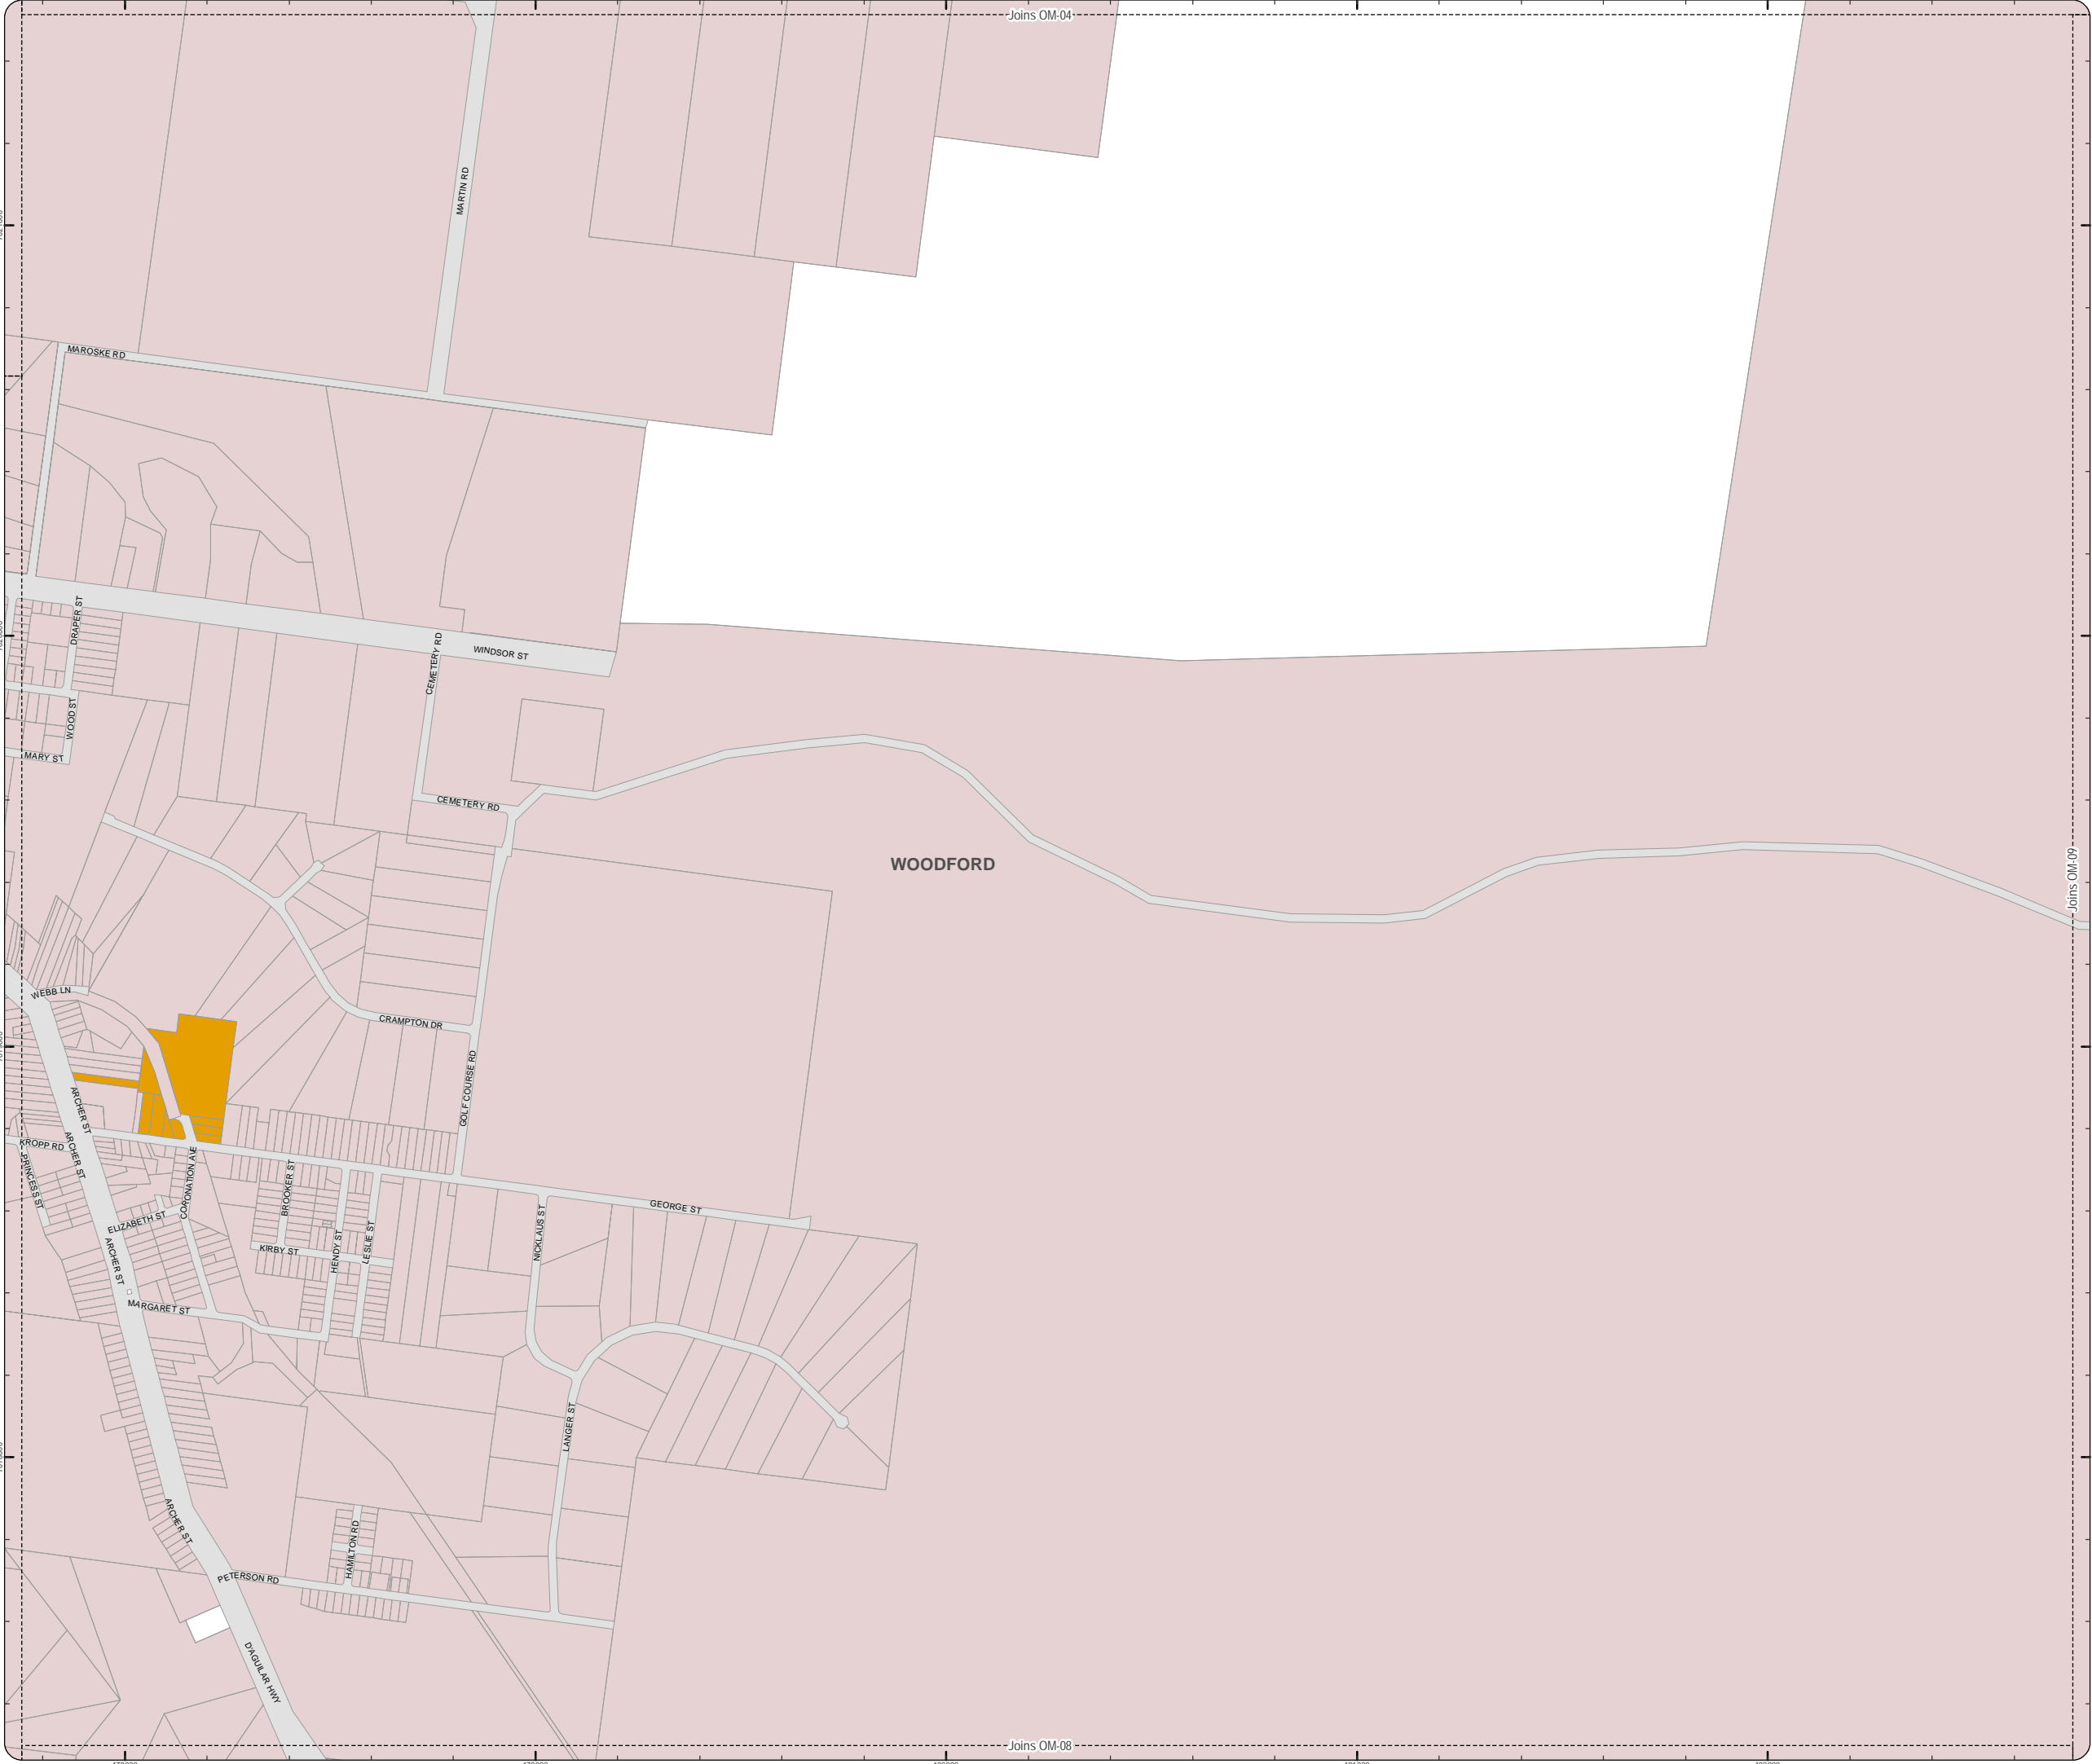 Joins OM-04
MARTIN RD
MAROSKE RD
DRAPER ST
CEMETERY RD
WINDSOR ST
WOOD ST
MARY ST
CEMETERY RD
WOODFORD
Joins OM-09
WEBB LN
CRAMPTON DR
GOLF COURSE RD
ARCHER ST
ARCHER ST
KROPP RD
PRINCESS ST
CORONATION AVE
BROOKER ST
ELIZABETH ST
GEORGE ST
NICKLAUS ST
HENDY ST
LESLIE ST
KIRBY ST
ARCHER ST
MARGARET ST
LANGER ST
ARCHER ST
HAMILTON RD
PETERSON RD
D'AGUILAR HWY
Joins OM-08